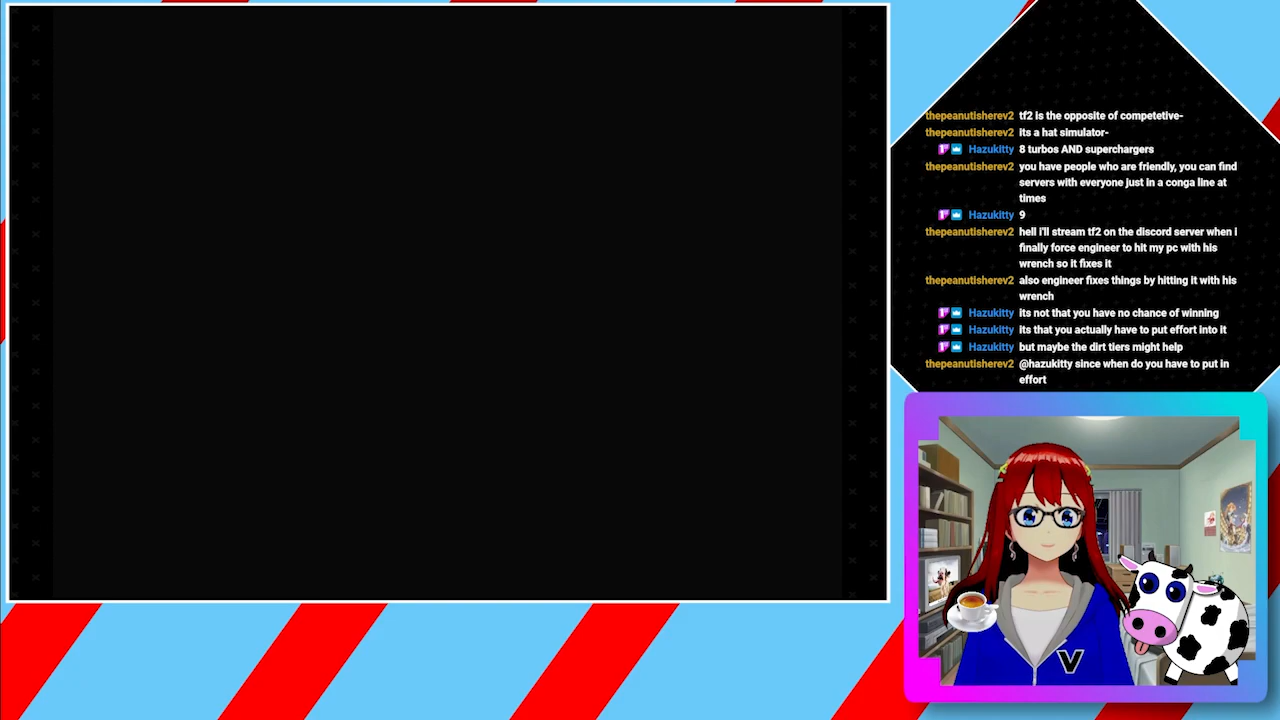 thepeanutisherev2 tf2 is the opposite of competetive-
thepeanutisherev2 its a hat simulator-
Hazukitty 8 turbos AND superchargers
thepeanutisherev2 you have people who are friendly, you can find
servers with everyone just in a conga line at
times
Hazukitty 9
thepeanutisherev2 hell i'll stream tf2 on the discord server when i
finally force engineer to hit my pc with his
wrench so it fixes it
thepeanutisherev2 also engineer fixes things by hitting it with his
wrench
Hazukitty its not that you have no chance of winning
Hazukitty its that you actually have to put effort into it
Hazukitty but maybe the dirt tiers might help
thepeanutisherev2 @hazukitty since when do you have to put in
effort
V